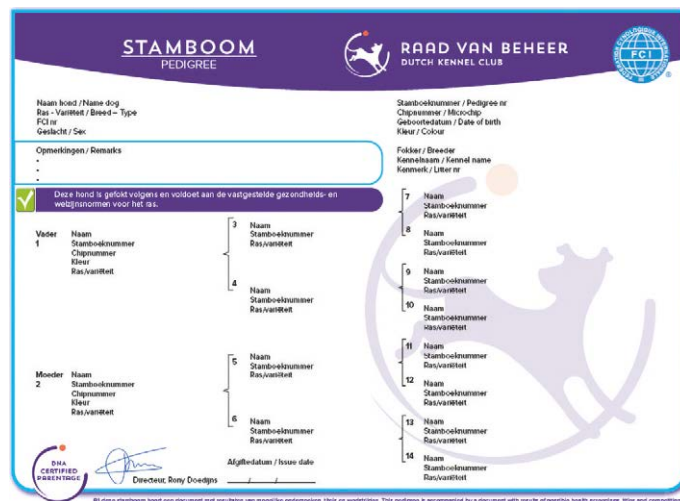 STAMBOOM
PEDIGREE
RAAD VAN BEHEER
DUTCH KENNEL CLUB
FCI
Naam hond / Name dog
Ras - Variëteit / Breed – Type
FCI nr
Geslacht / Sex
Stamboeknummer / Pedigree nr
Chipnummer / Microchip
Geboortedatum / Date of birth
Kleur / Colour
Opmerkingen / Remarks
Fokker / Breeder
Kennelnaam / Kennel name
Kenmerk / Litter nr
Deze hond is gefokt volgens en voldoet aan de vastgestelde gezondheids- en
welzijnsnormen voor het ras.
Vader
1
Naam
Stamboeknummer
Chipnummer
Kleur
Ras/variëteit
3 Naam
Stamboeknummer
Ras/variëteit
4
Naam
Stamboeknummer
Ras/variëteit
7 Naam
Stamboeknummer
Ras/variëteit
8 Naam
Stamboeknummer
Ras/variëteit
9 Naam
Stamboeknummer
Ras/variëteit
10 Naam
Stamboeknummer
Ras/variëteit
Moeder
2
Naam
Stamboeknummer
Chipnummer
Kleur
Ras/variëteit
5 Naam
Stamboeknummer
Ras/variëteit
6 Naam
Stamboeknummer
Ras/variëteit
11 Naam
Stamboeknummer
Ras/variëteit
12 Naam
Stamboeknummer
Ras/variëteit
13 Naam
Stamboeknummer
Ras/variëteit
14 Naam
Stamboeknummer
Ras/variëteit
DNA
CERTIFIED
PARENTAGE
Directeur, Rony Doedijns
Afgiftedatum / Issue date